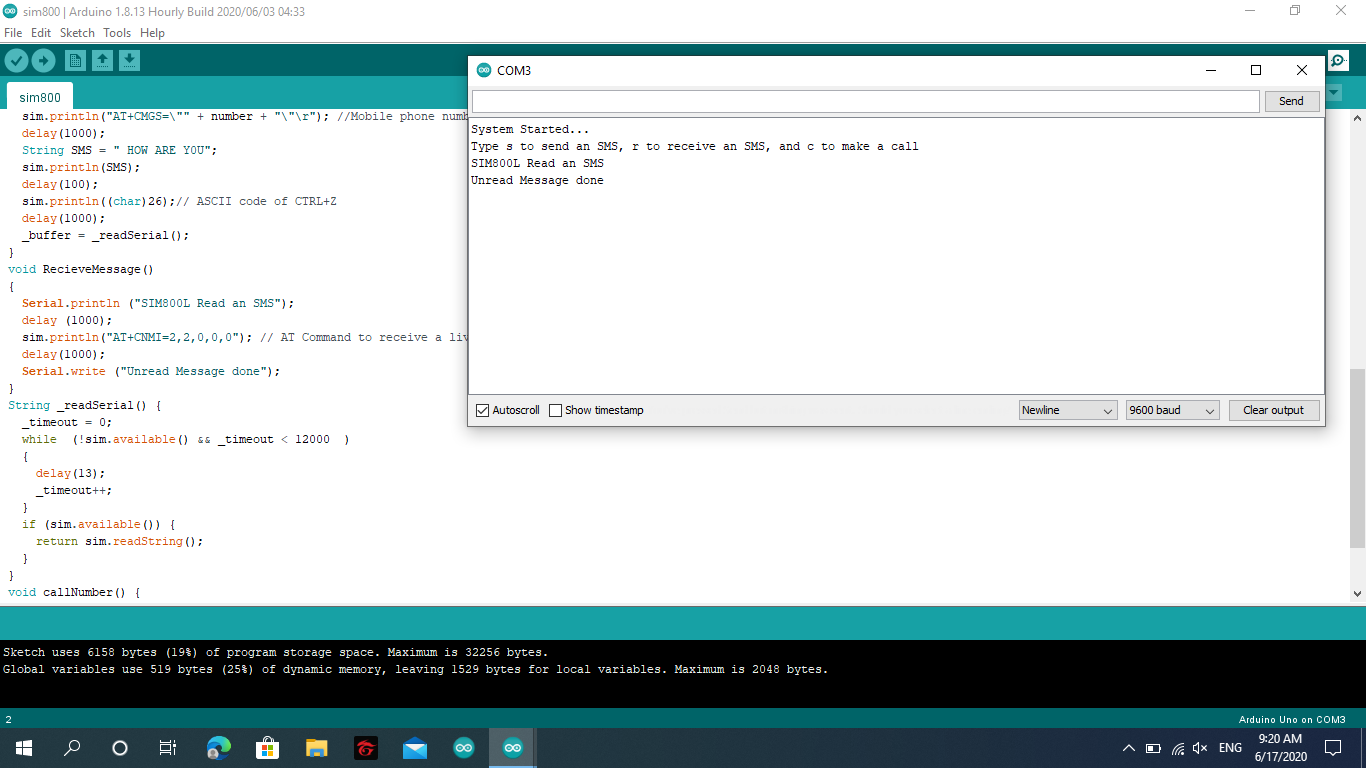 sim800 | Arduino 1.8.13 Hourly Build 2020/06/03 04:33
File Edit Sketch Tools Help
sim800
sim.println("AT+CMGS=\"" + number + "\"\r"); //Mobile phone numb
delay(1000);
String SMS = " HOW ARE YOU";
sim.println(SMS);
delay(100);
sim.println((char)26);// ASCII code of CTRL+Z
delay(1000);
_buffer = _readSerial();
}
void RecieveMessage()
{
Serial.println ("SIM800L Read an SMS");
delay (1000);
sim.println("AT+CNMI=2,2,0,0,0"); // AT Command to receive a liv
delay(1000);
Serial.write ("Unread Message done");
}
String _readSerial() {
_timeout = 0;
while  (!sim.available() && _timeout < 12000  )
{
delay(13);
_timeout++;
}
if (sim.available()) {
return sim.readString();
}
}
void callNumber() {
COM3
Send
System Started...
Type s to send an SMS, r to receive an SMS, and c to make a call
SIM800L Read an SMS
Unread Message done
Autoscroll Show timestamp Newline 9600 baud Clear output
Sketch uses 6158 bytes (19%) of program storage space. Maximum is 32256 bytes.
Global variables use 519 bytes (25%) of dynamic memory, leaving 1529 bytes for local variables. Maximum is 2048 bytes.
2 Arduino Uno on COM3
ENG
9:20 AM
6/17/2020